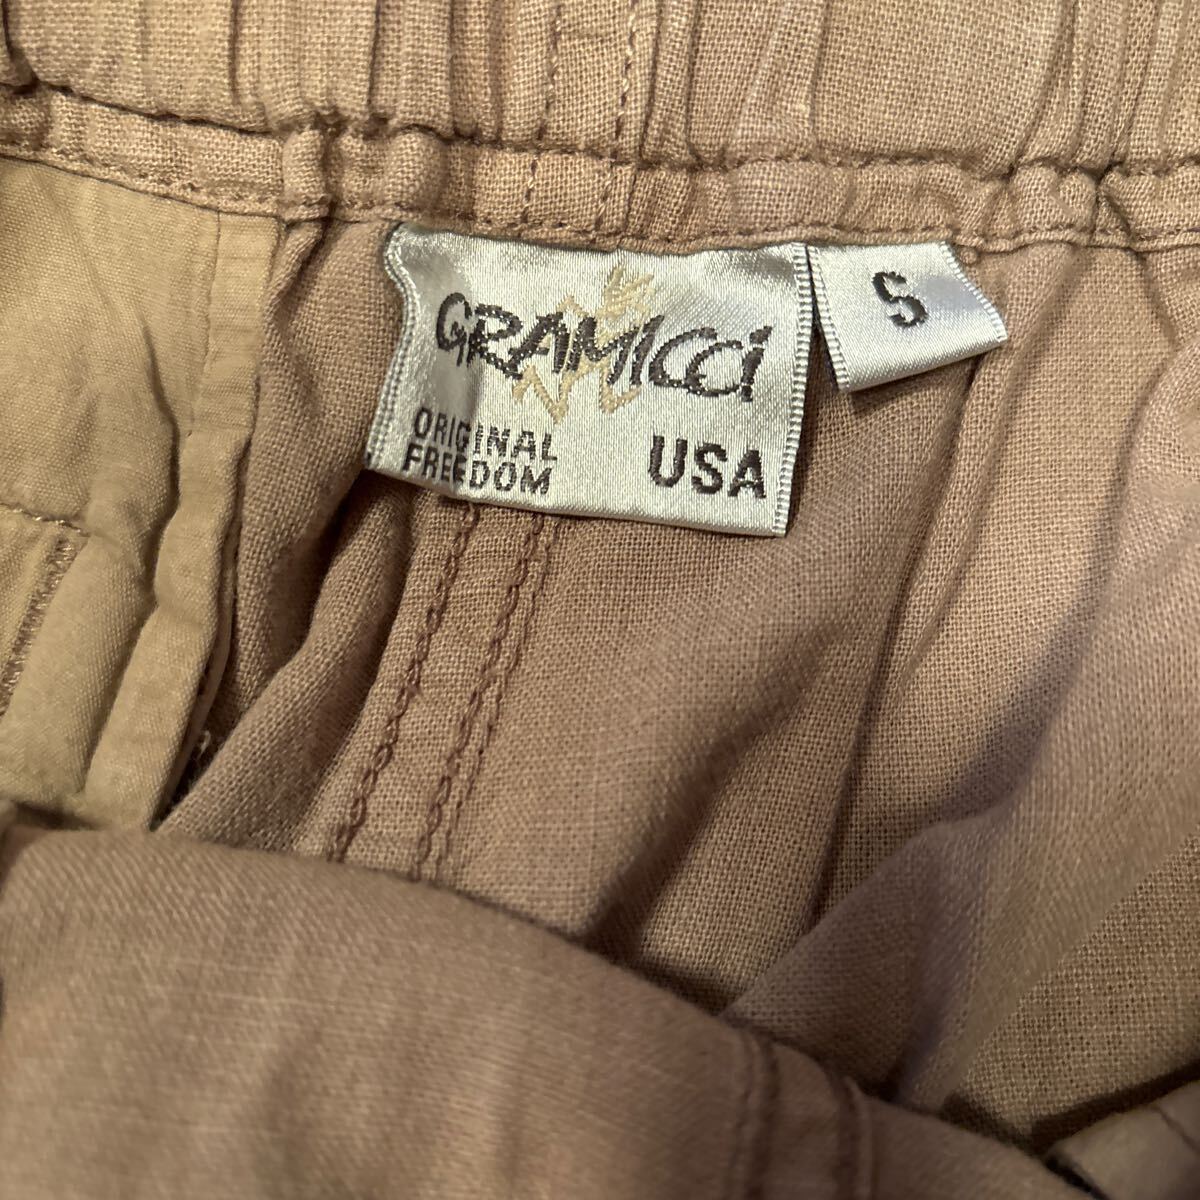 GRAMICCi
ORIGINAL
FREEDOM
USA
S